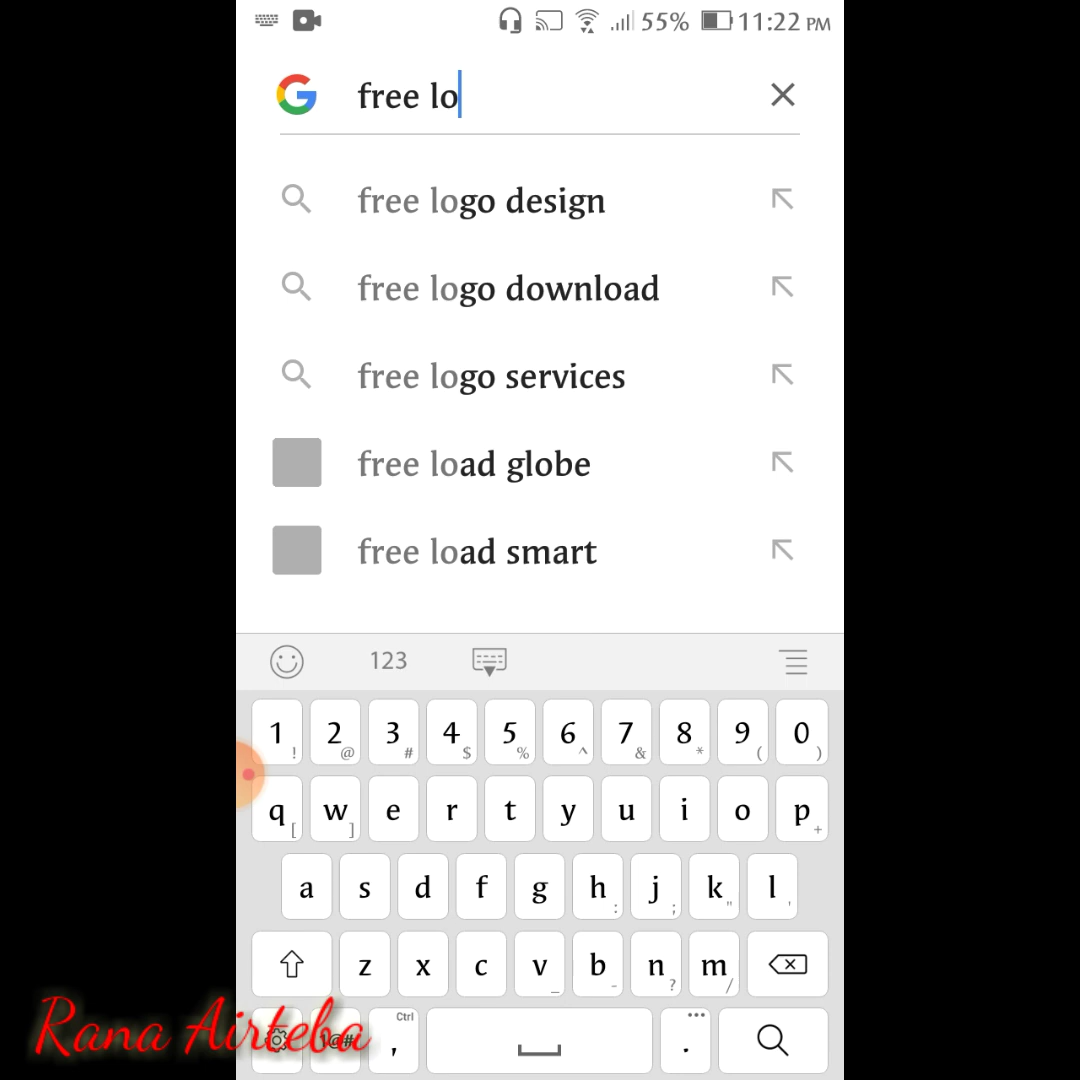 55% 11:22 PM
free lo
free logo design
free logo download
free logo services
free load globe
free load smart
123
1 ! 2 @ 3 # 4 $ 5 % 6 ^ 7 & 8 * 9 ( 0 )
q [ w ] e r t y u i o p +
a s d f g h : j ; k " l '
z x c v _ b - n ? m /
!@# Ctrl , ... .
Rana Airteba